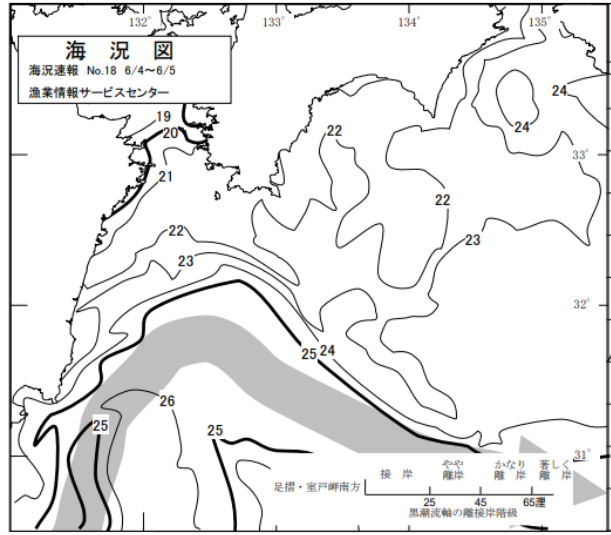 132° 133° 134° 135°
海況図
海況速報 No.18 6/4～6/5
漁業情報サービスセンター
24
19
20
22
24
33°
21
22
22
23
23
32°
25
24
26
25
25
31°
足摺・室戸岬南方
接岸
やや
離岸
かなり
離岸
著しく
離岸
25 45 65浬
黒潮流軸の離接岸階級